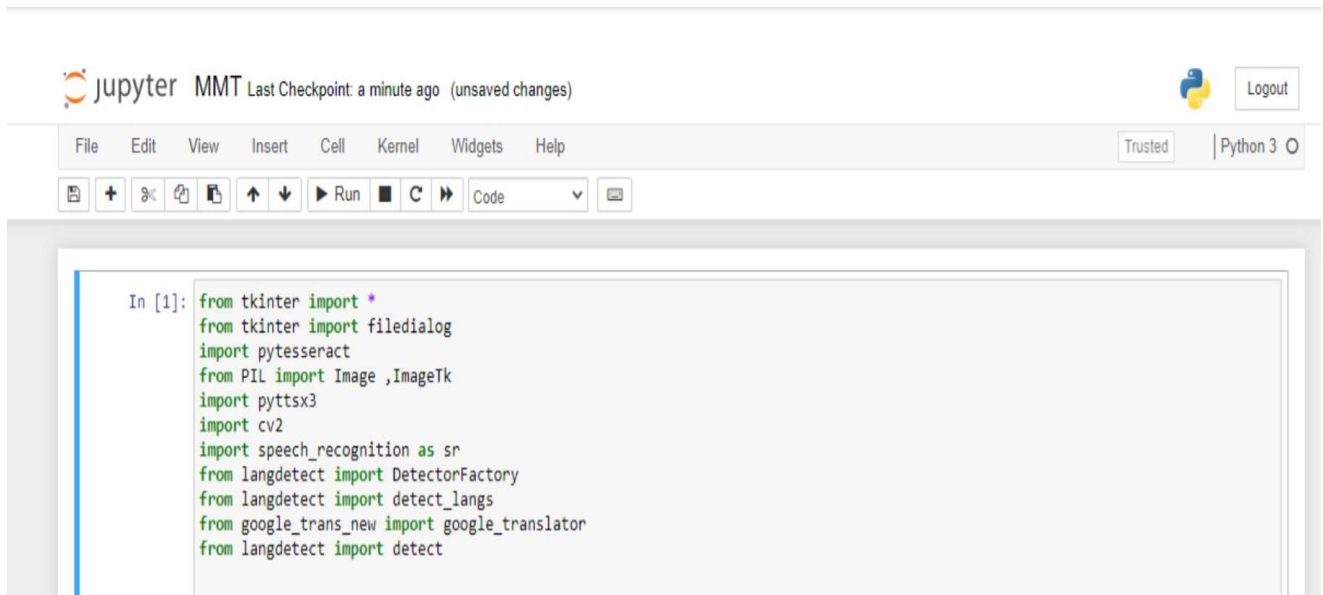 jupyter MMT Last Checkpoint: a minute ago (unsaved changes)
Logout
File Edit View Insert Cell Kernel Widgets Help
Trusted Python 3
Run Code
In [1]: from tkinter import *
from tkinter import filedialog
import pytesseract
from PIL import Image ,ImageTk
import pyttsx3
import cv2
import speech_recognition as sr
from langdetect import DetectorFactory
from langdetect import detect_langs
from google_trans_new import google_translator
from langdetect import detect